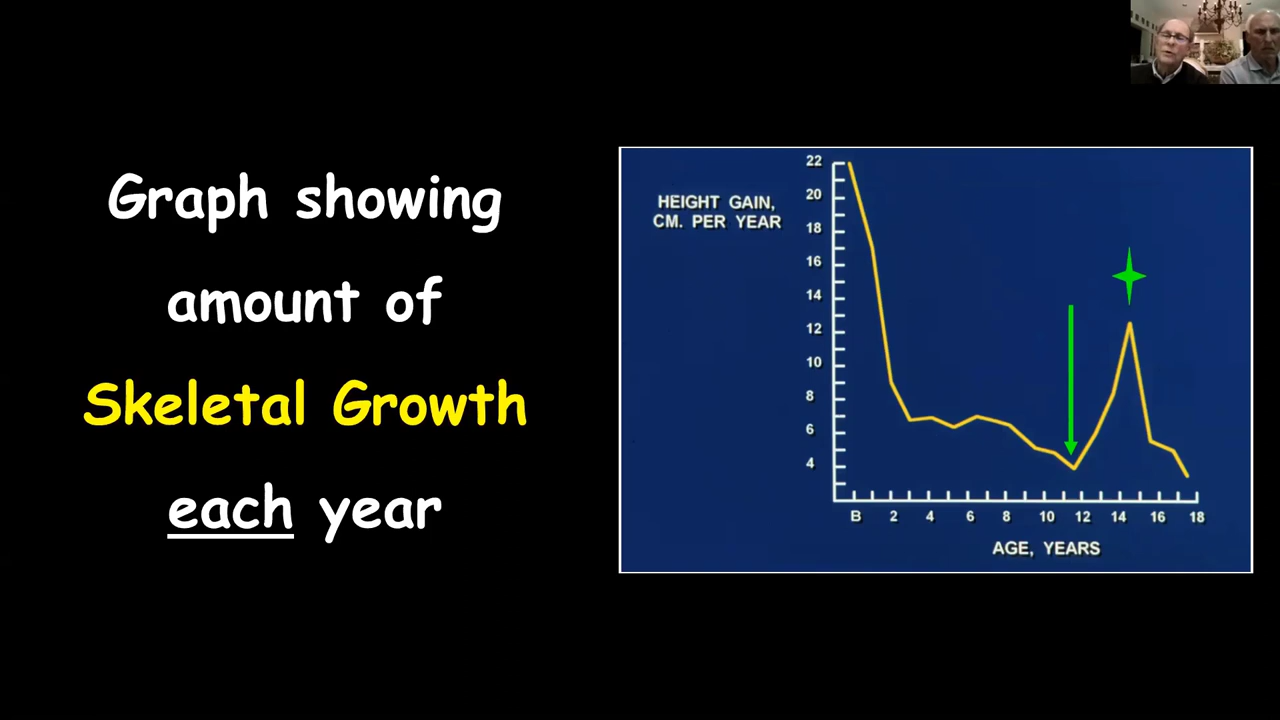 Graph showing
amount of
Skeletal Growth
each year
HEIGHT GAIN,
CM. PER YEAR
22
20
18
16
14
12
10
8
6
4
B 2 4 6 8 10 12 14 16 18
AGE, YEARS